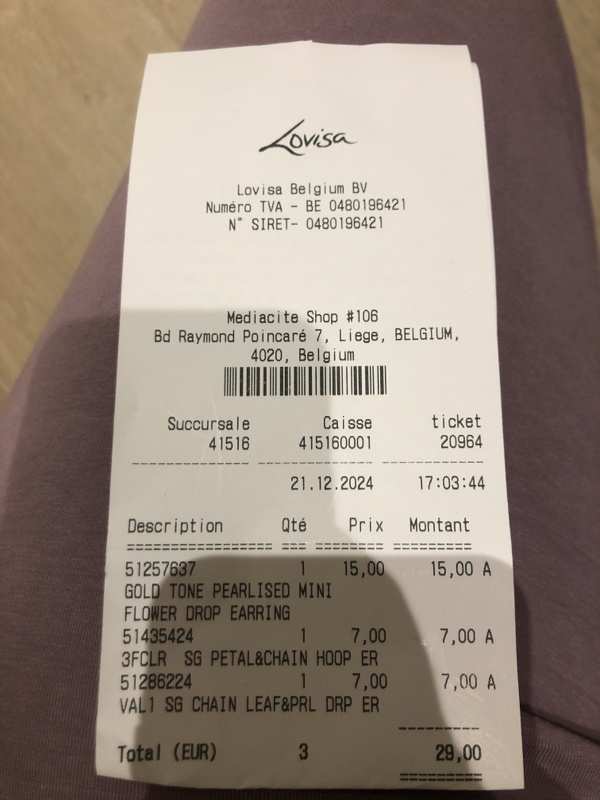 Lovisa
Lovisa Belgium BV
Numéro TVA - BE 0480196421
N° SIRET- 0480196421
Mediacite Shop #106
Bd Raymond Poincaré 7, Liege, BELGIUM,
4020, Belgium
Succursale Caisse ticket
41516 415160001 20964
21.12.2024 17:03:44
Description Qté Prix Montant
51257637 1 15,00 15,00 A
GOLD TONE PEARLISED MINI
FLOWER DROP EARRING
51435424 1 7,00 7,00 A
3FCLR SG PETAL&CHAIN HOOP ER
51286224 1 7,00 7,00 A
VAL1 SG CHAIN LEAF&PRL DRP ER
Total (EUR) 3 29,00